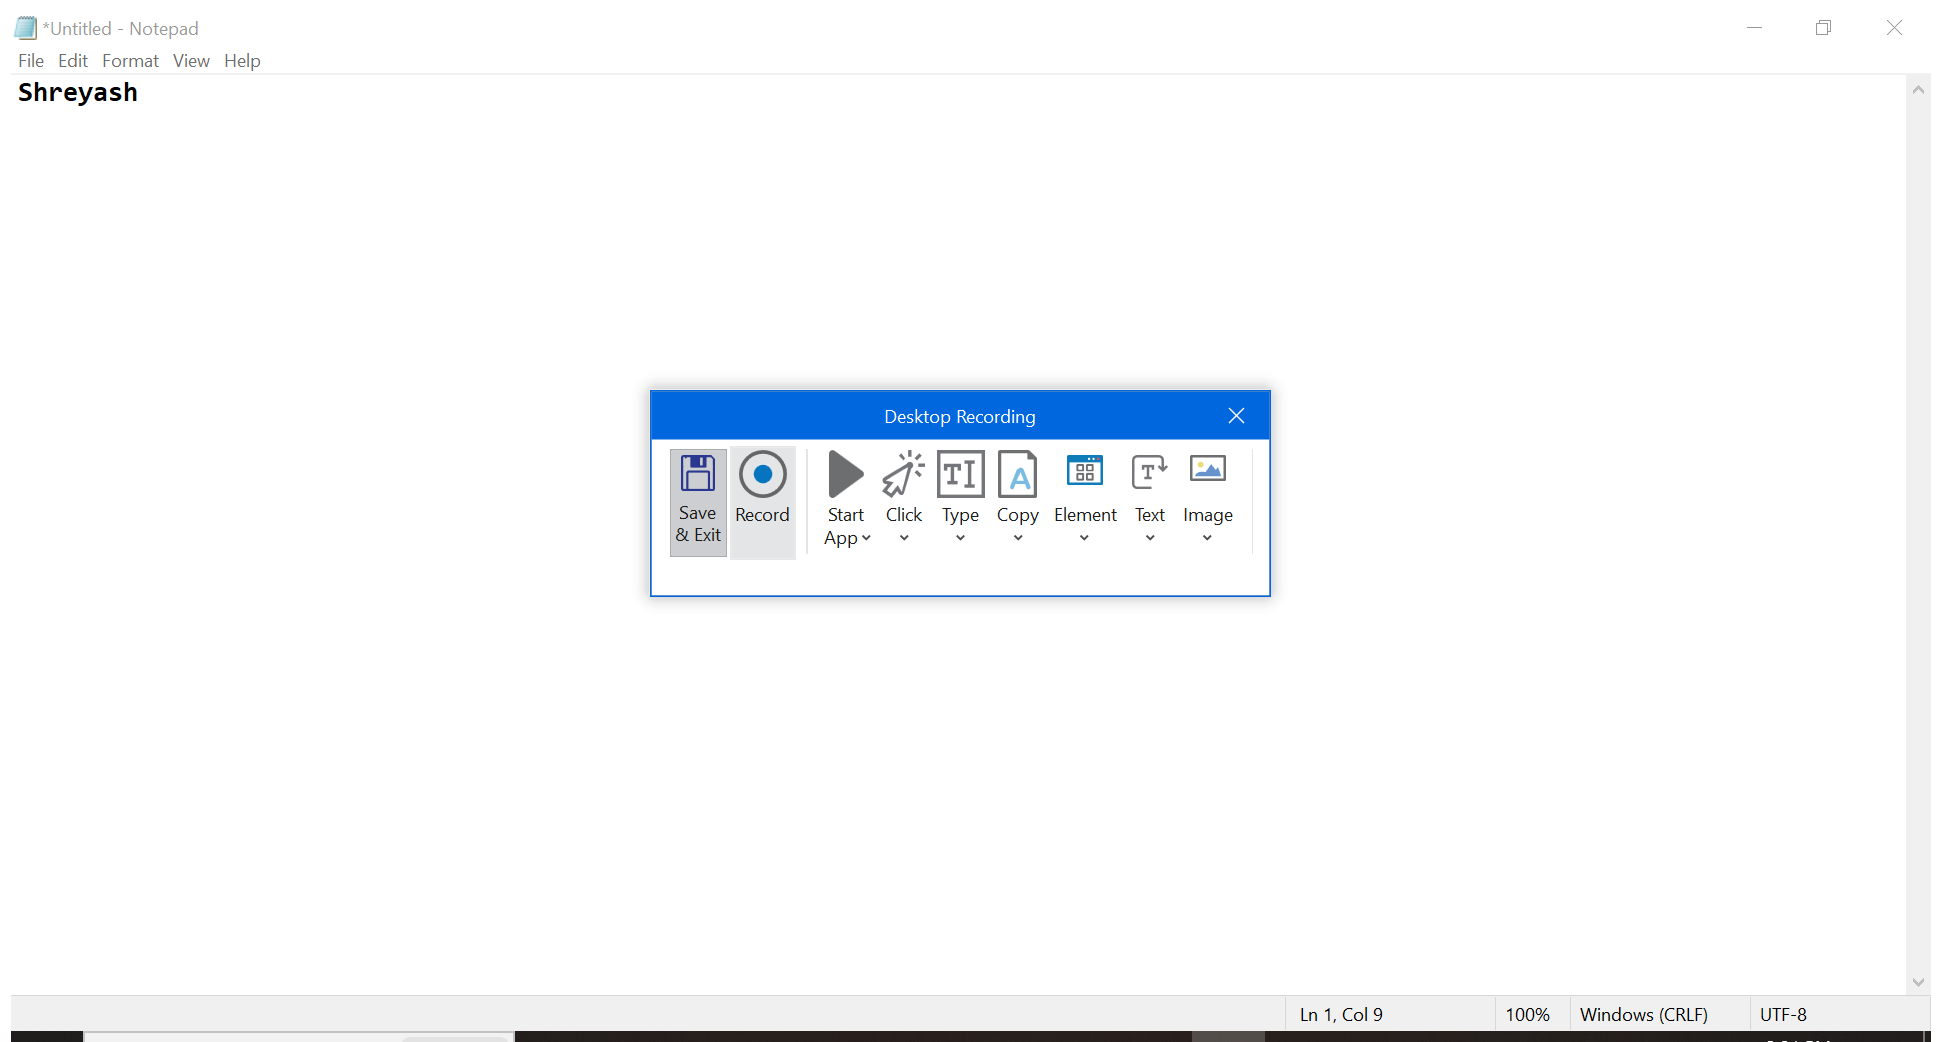 *Untitled - Notepad
File Edit Format View Help
Shreyash
Desktop Recording
Save & Exit
Record
Start App
Click
Type
Copy
Element
Text
Image
Ln 1, Col 9
100%
Windows (CRLF)
UTF-8